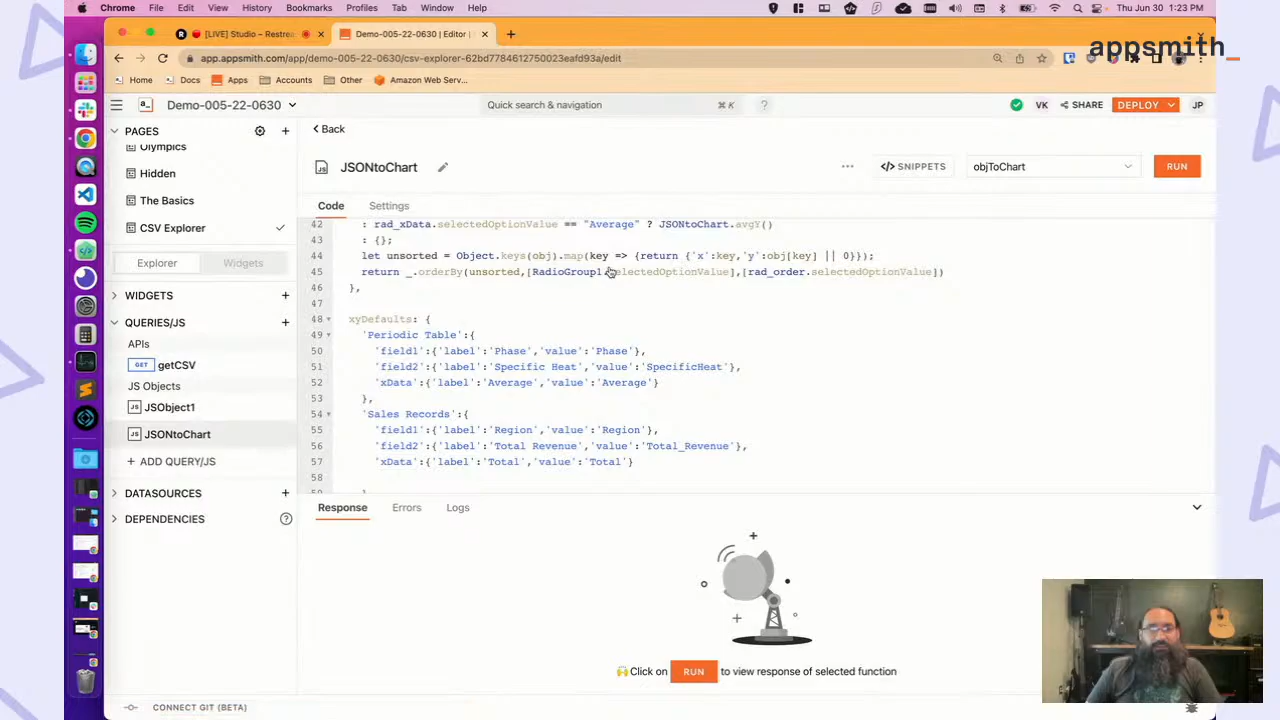 Chrome File Edit View History Bookmarks Profiles Tab Window Help
Thu Jun 30 1:23 PM
appsmith_
[LIVE] Studio – Restrea
Demo-005-22-0630 | Editor |
app.appsmith.com/app/demo-005-22-0630/csv-explorer-62bd7784612750023eafd93a/edit
Home Docs Apps Accounts Other Amazon Web Serv...
Demo-005-22-0630
Quick search & navigation
⌘ K
?
VK
SHARE
DEPLOY
JP
PAGES
Olympics
Hidden
The Basics
CSV Explorer
Explorer
Widgets
WIDGETS
QUERIES/JS
APIs
GET getCSV
JS Objects
JS JSObject1
JS JSONtoChart
+ ADD QUERY/JS
DATASOURCES
DEPENDENCIES
?
CONNECT GIT (BETA)
Back
JS JSONtoChart
</> SNIPPETS
objToChart
RUN
Code Settings
42 : rad_xData.selectedOptionValue == "Average" ? JSONtoChart.avgY()
43 : {};
44 let unsorted = Object.keys(obj).map(key => {return {'x':key,'y':obj[key] || 0}});
45 return _.orderBy(unsorted,[RadioGroup1.selectedOptionValue],[rad_order.selectedOptionValue])
46 },
47
48 xyDefaults: {
49 'Periodic Table':{
50 'field1':{'label':'Phase','value':'Phase'},
51 'field2':{'label':'Specific Heat','value':'SpecificHeat'},
52 'xData':{'label':'Average','value':'Average'}
53 },
54 'Sales Records':{
55 'field1':{'label':'Region','value':'Region'},
56 'field2':{'label':'Total Revenue','value':'Total_Revenue'},
57 'xData':{'label':'Total','value':'Total'}
58
59 }
Response Errors Logs
🙌 Click on RUN to view response of selected function